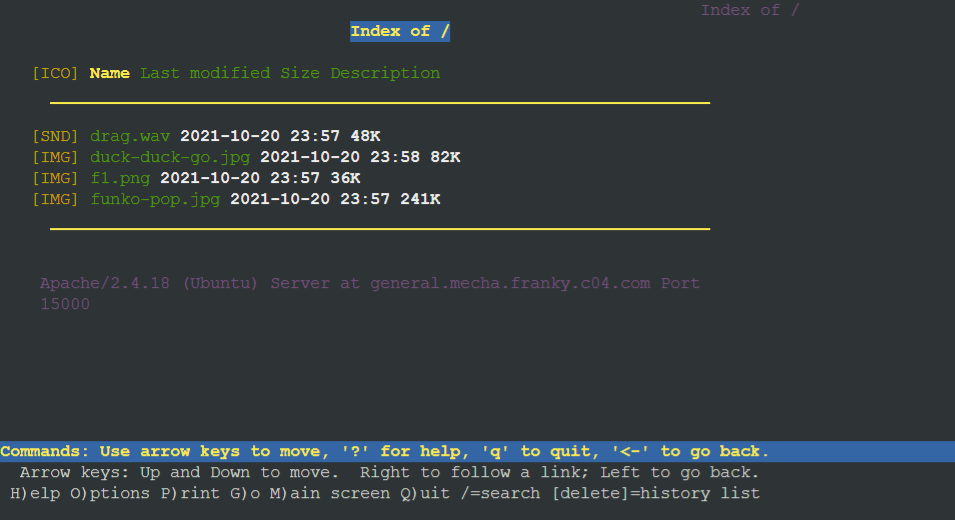 Index of /
Index of /
[ICO] Name Last modified Size Description
[SND] drag.wav 2021-10-20 23:57 48K
[IMG] duck-duck-go.jpg 2021-10-20 23:58 82K
[IMG] f1.png 2021-10-20 23:57 36K
[IMG] funko-pop.jpg 2021-10-20 23:57 241K
Apache/2.4.18 (Ubuntu) Server at general.mecha.franky.c04.com Port
15000
Commands: Use arrow keys to move, '?' for help, 'q' to quit, '<-' to go back.
Arrow keys: Up and Down to move.  Right to follow a link; Left to go back.
H)elp O)ptions P)rint G)o M)ain screen Q)uit /=search [delete]=history list